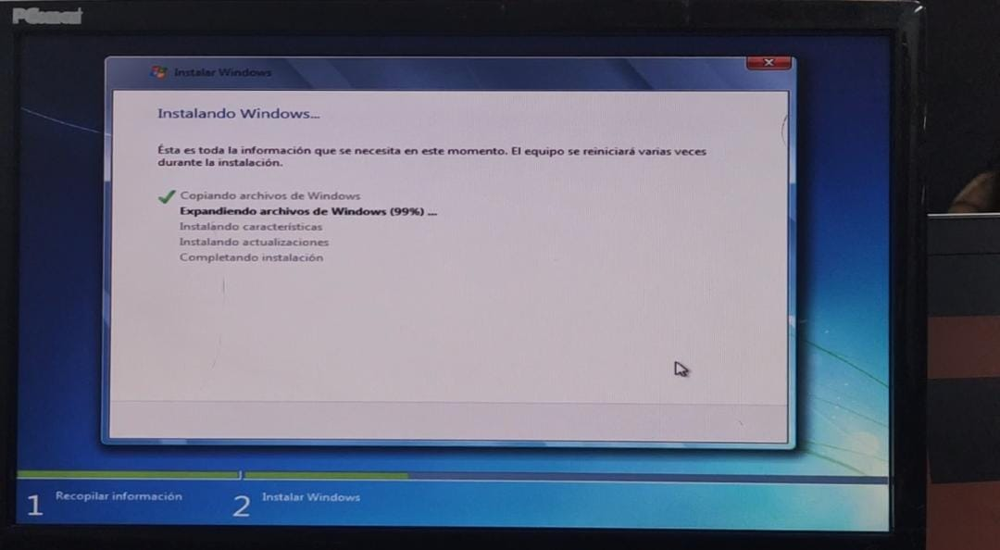 Instalar Windows
Instalando Windows...
Ésta es toda la información que se necesita en este momento. El equipo se reiniciará varias veces
durante la instalación.
Copiando archivos de Windows
Expandiendo archivos de Windows (99%) ...
Instalando características
Instalando actualizaciones
Completando instalación
1 Recopilar información
2 Instalar Windows